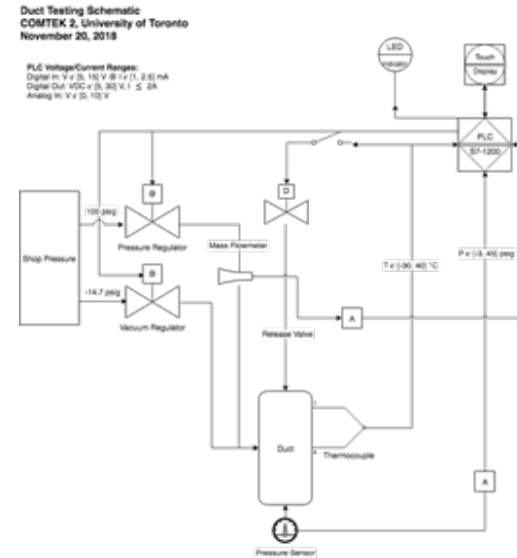 Duct Testing Schematic
COMTEK 2, University of Toronto
November 20, 2018
PLC Voltage/Current Ranges:
Digital In: V ε [5, 15] V @ I ε [1, 2.5] mA
Digital Out: VDC ε [5, 30] V, I ≤ 2A
Analog In: V ε [0, 10] V
LED
Indicator
Touch
Display
PLC
S7-1200
D
100 psig
Pressure Regulator
Mass Flowmeter
Shop Pressure
T ε [-30, 40] °C
P ε [-3, 45] psig
-14.7 psig
Vacuum Regulator
A
Release Valve
Duct
Thermocouple
A
Pressure Sensor